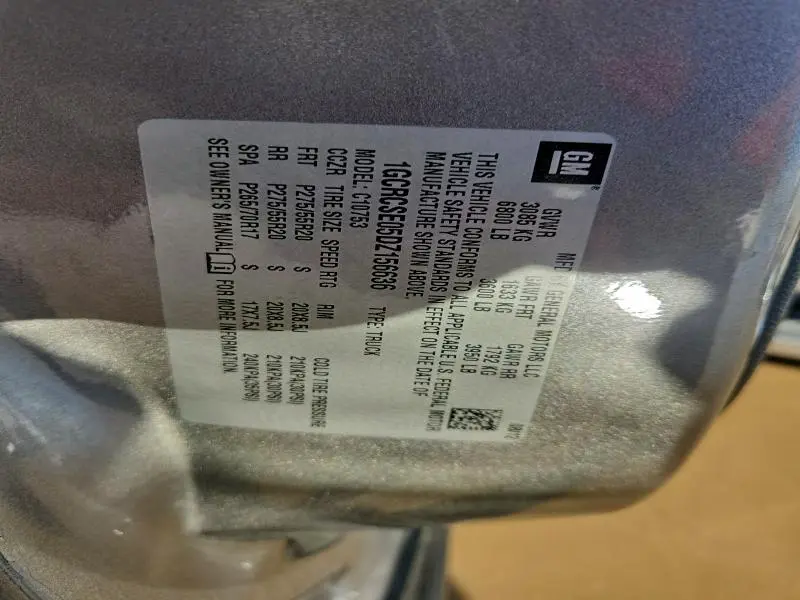 GM®
MFD BY GENERAL MOTORS LLC
08/12
GVWR GAWR FRT GAWR RR
3085 KG 1633 KG 1792 KG
6800 LB 3600 LB 3950 LB
THIS VEHICLE CONFORMS TO ALL APPLICABLE U.S. FEDERAL MOTOR
VEHICLE SAFETY STANDARDS IN EFFECT ON THE DATE OF
MANUFACTURE SHOWN ABOVE.
1GCRCSE05DZ156636 TYPE: TRUCK
MODEL: C10753
CCZR TIRE SIZE SPEED RTG RIM COLD TIRE PRESSURE
FRT P275/55R20 S 20X8.5J 210KPA(30PSI)
RR P275/55R20 S 20X8.5J 210KPA(30PSI)
SPA P265/70R17 S 17X7.5J 240KPA(35PSI)
SEE OWNER'S MANUAL FOR MORE INFORMATION